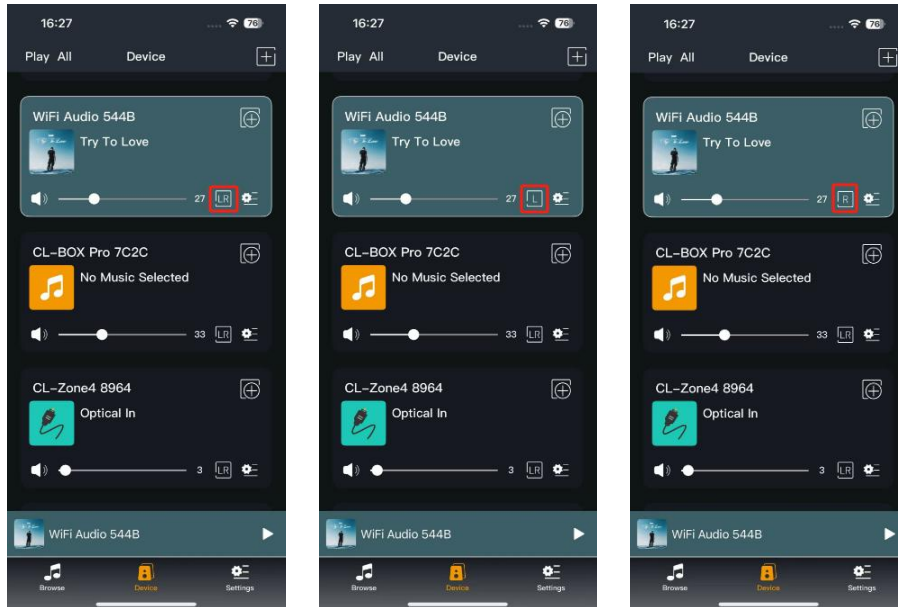 16:27 76
Play All Device
WiFi Audio 544B
Try To Love
27 LR
CL-BOX Pro 7C2C
No Music Selected
33 LR
CL-Zone4 8964
Optical In
3 LR
WiFi Audio 544B
Browse Device Settings
16:27 76
Play All Device
WiFi Audio 544B
Try To Love
27 L
CL-BOX Pro 7C2C
No Music Selected
33 LR
CL-Zone4 8964
Optical In
3 LR
WiFi Audio 544B
Browse Device Settings
16:27 76
Play All Device
WiFi Audio 544B
Try To Love
27 R
CL-BOX Pro 7C2C
No Music Selected
33 LR
CL-Zone4 8964
Optical In
3 LR
WiFi Audio 544B
Browse Device Settings